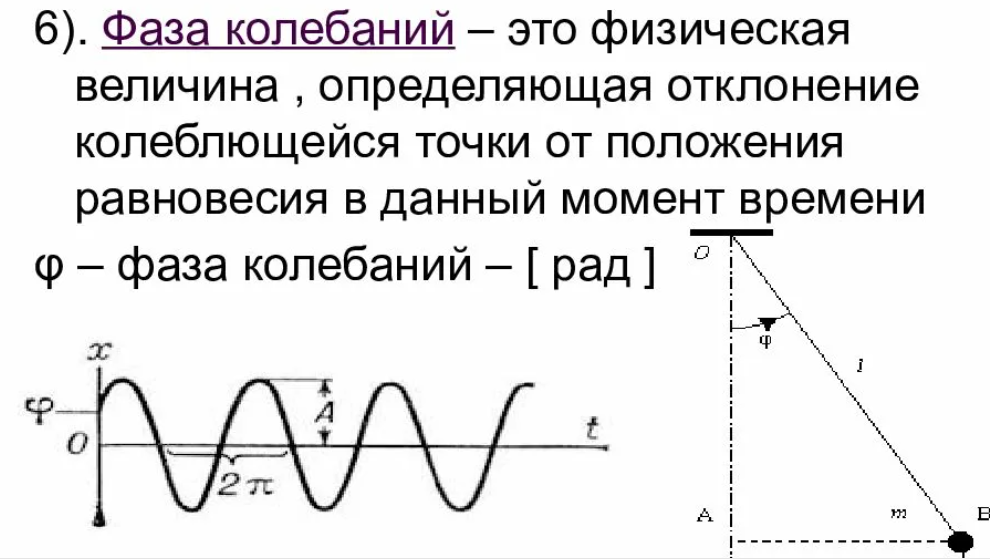 6). Фаза колебаний – это физическая
величина , определяющая отклонение
колеблющейся точки от положения
равновесия в данный момент времени
φ – фаза колебаний – [ рад ]
O
φ
l
x
φ
A
0
t
2π
A
m
B